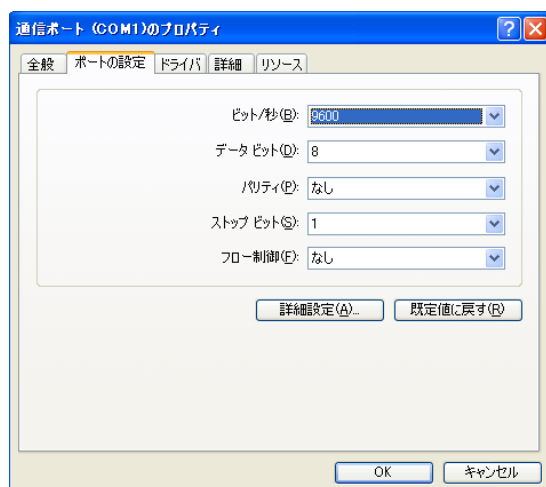 通信ポート (COM1)のプロパティ
全般 ポートの設定 ドライバ 詳細 リソース
ビット/秒(B): 9600
データ ビット(D): 8
パリティ(P): なし
ストップ ビット(S): 1
フロー制御(F): なし
詳細設定(A)... 既定値に戻す(R)
OK キャンセル